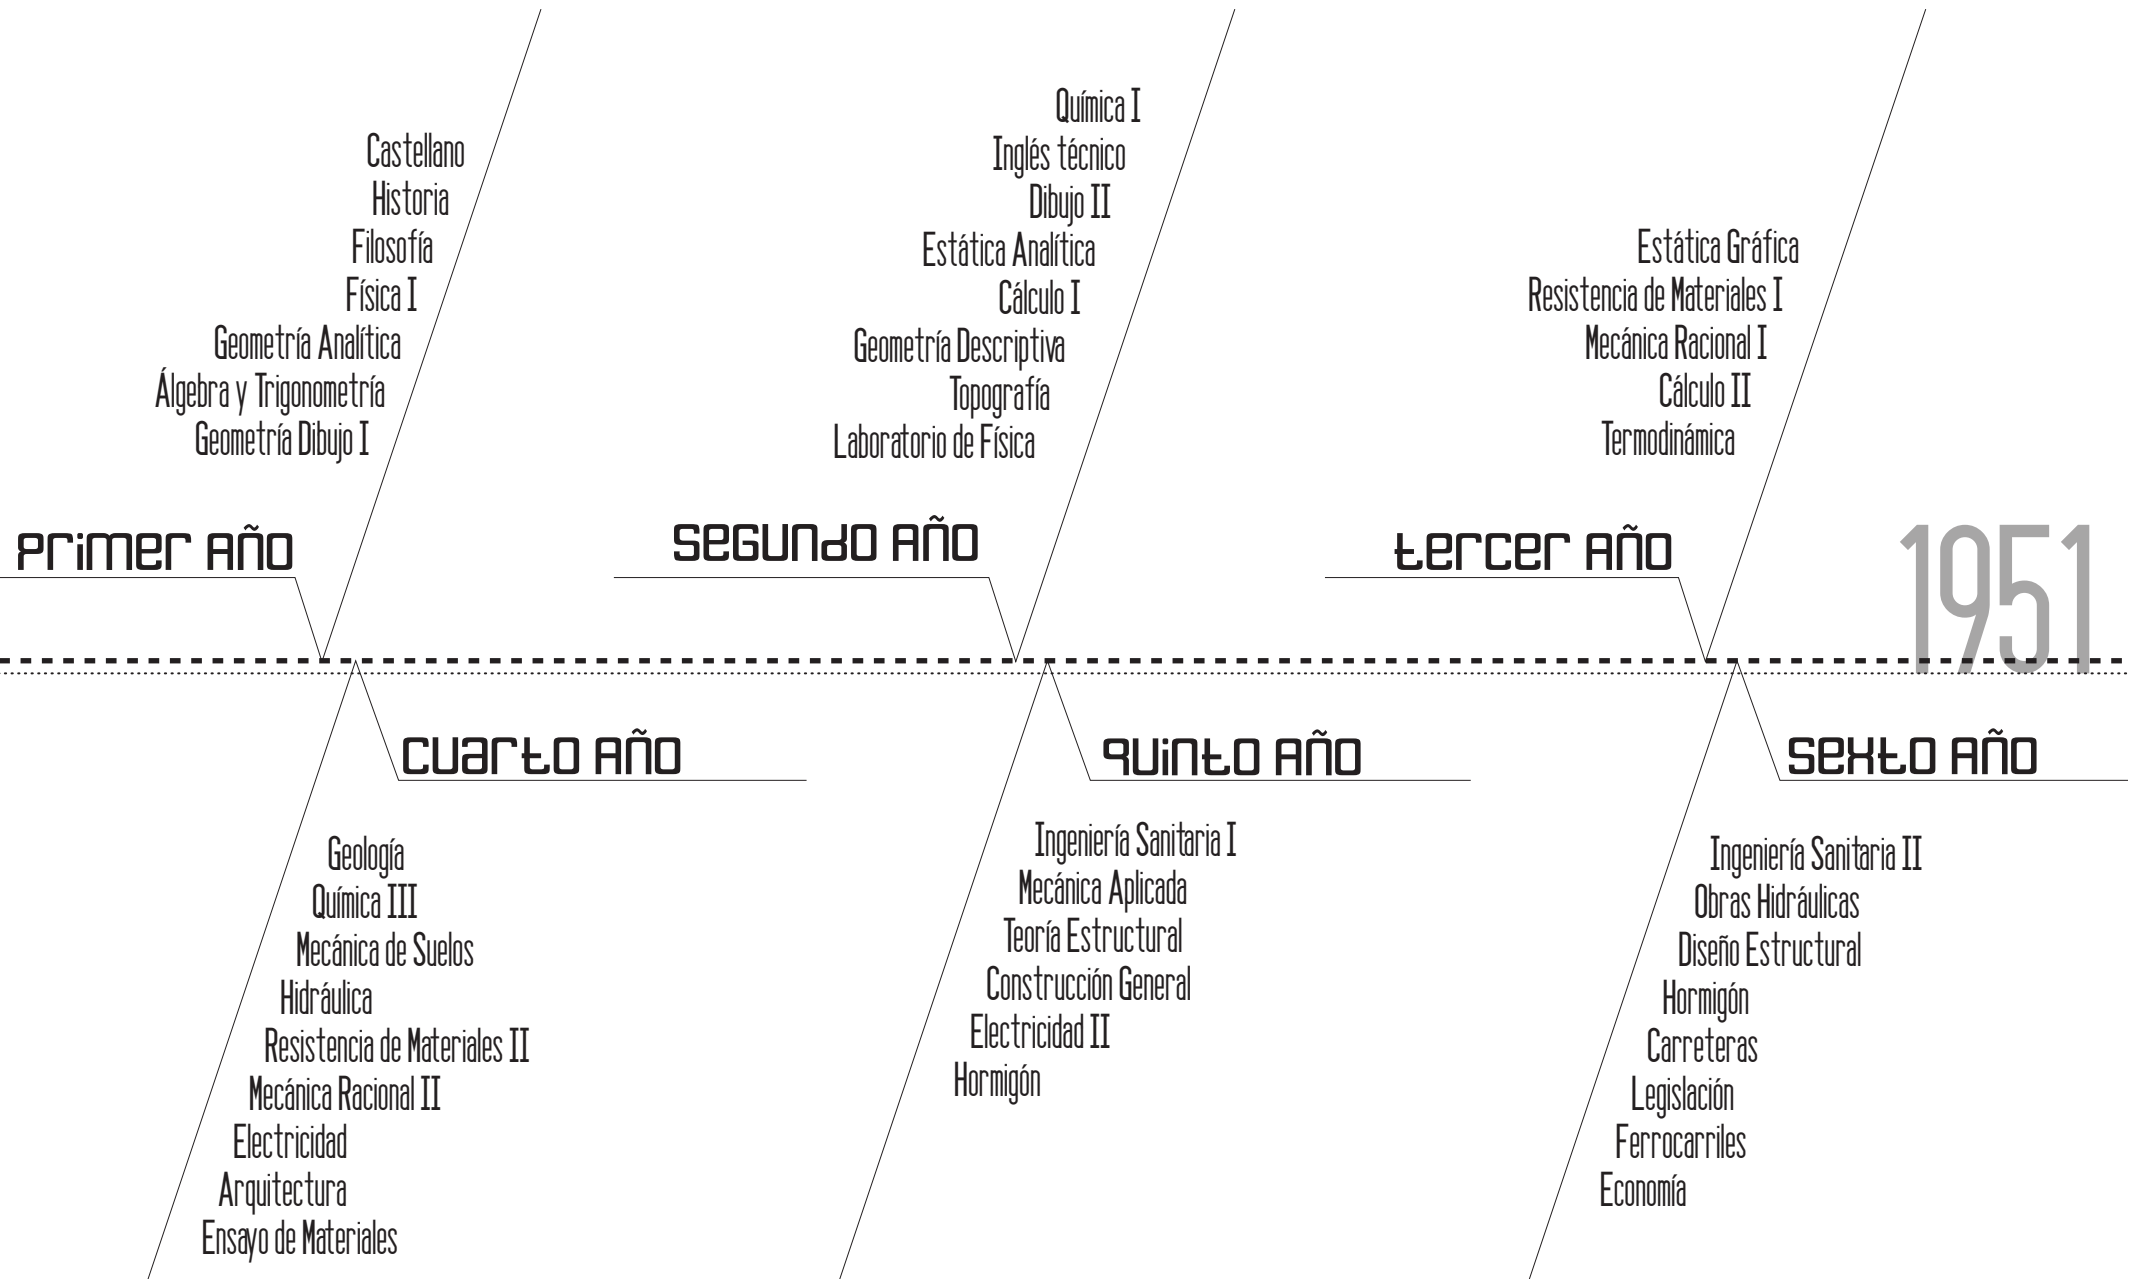 Castellano
Historia
Filosofía
Física I
Geometría Analítica
Álgebra y Trigonometría
Geometría Dibujo I
Primer Año
Química I
Inglés técnico
Dibujo II
Estática Analítica
Cálculo I
Geometría Descriptiva
Topografía
Laboratorio de Física
Segundo Año
Estática Gráfica
Resistencia de Materiales I
Mecánica Racional I
Cálculo II
Termodinámica
Tercer Año
1951
Cuarto Año
Geología
Química III
Mecánica de Suelos
Hidráulica
Resistencia de Materiales II
Mecánica Racional II
Electricidad
Arquitectura
Ensayo de Materiales
Quinto Año
Ingeniería Sanitaria I
Mecánica Aplicada
Teoría Estructural
Construcción General
Electricidad II
Hormigón
Sexto Año
Ingeniería Sanitaria II
Obras Hidráulicas
Diseño Estructural
Hormigón
Carreteras
Legislación
Ferrocarriles
Economía